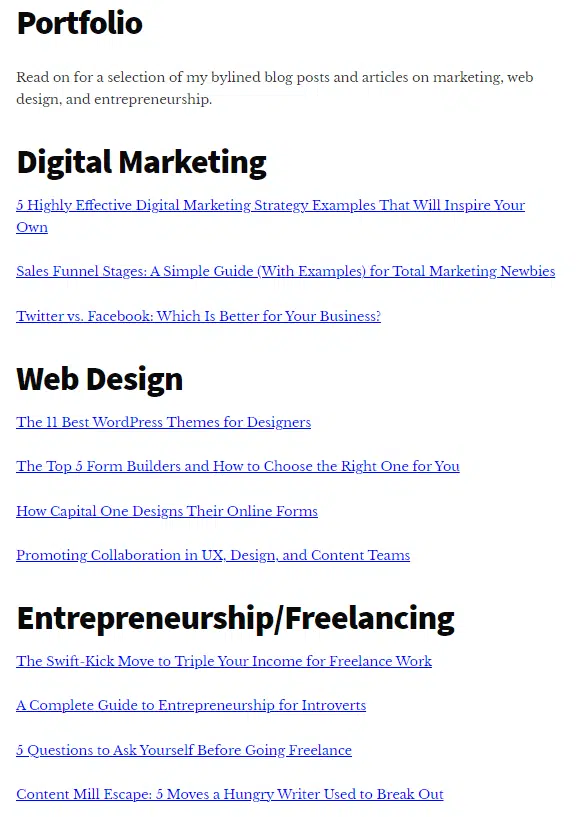 Portfolio
Read on for a selection of my bylined blog posts and articles on marketing, web
design, and entrepreneurship.
Digital Marketing
5 Highly Effective Digital Marketing Strategy Examples That Will Inspire Your
Own
Sales Funnel Stages: A Simple Guide (With Examples) for Total Marketing Newbies
Twitter vs. Facebook: Which Is Better for Your Business?
Web Design
The 11 Best WordPress Themes for Designers
The Top 5 Form Builders and How to Choose the Right One for You
How Capital One Designs Their Online Forms
Promoting Collaboration in UX, Design, and Content Teams
Entrepreneurship/Freelancing
The Swift-Kick Move to Triple Your Income for Freelance Work
A Complete Guide to Entrepreneurship for Introverts
5 Questions to Ask Yourself Before Going Freelance
Content Mill Escape: 5 Moves a Hungry Writer Used to Break Out